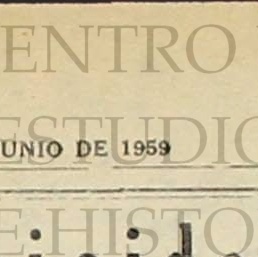 ENTRO
ESTUDIO
UNIO DE 1959
E HISTO